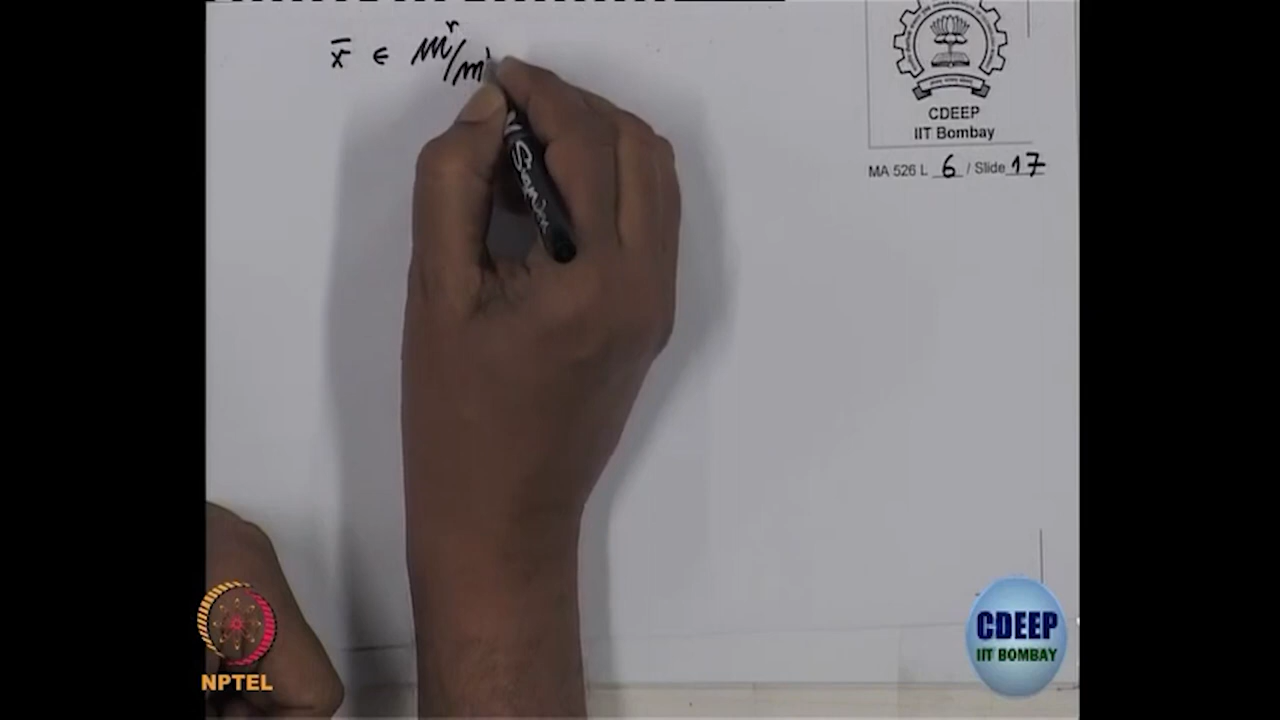 x̄ ∈ m^r/m
CDEEP
IIT Bombay
MA 526 L 6 / Slide 17
NPTEL
CDEEP
IIT BOMBAY